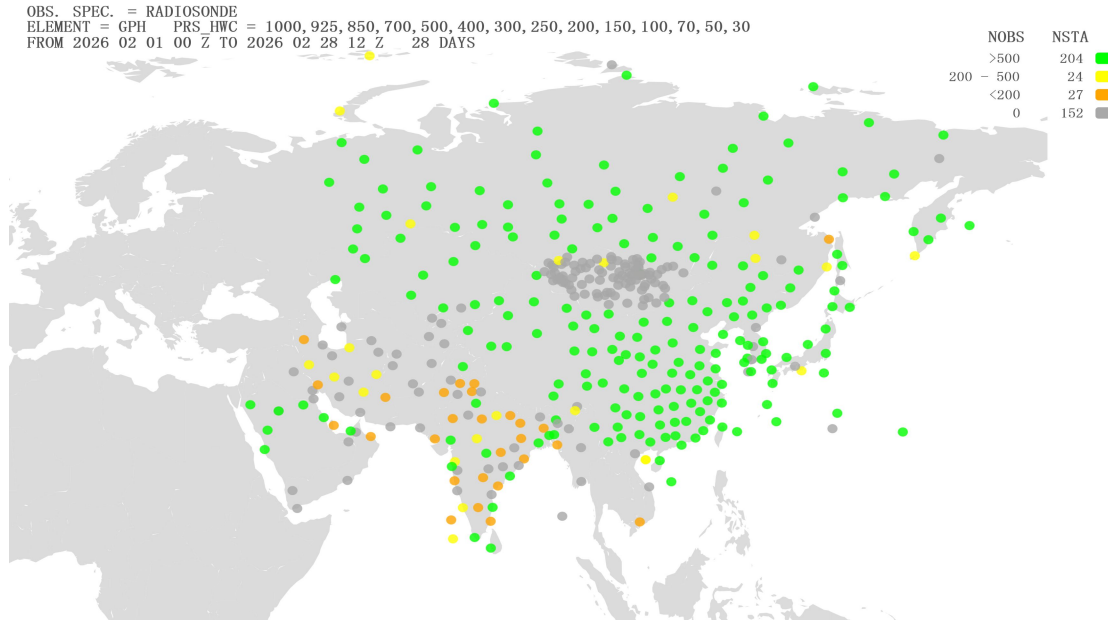 OBS. SPEC. = RADIOSONDE
ELEMENT = GPH   PRS_HWC = 1000,925,850,700,500,400,300,250,200,150,100,70,50,30
FROM 2026 02 01 00 Z TO 2026 02 28 12 Z   28 DAYS
NOBS   NSTA
>500   204
200 - 500   24
<200   27
0   152